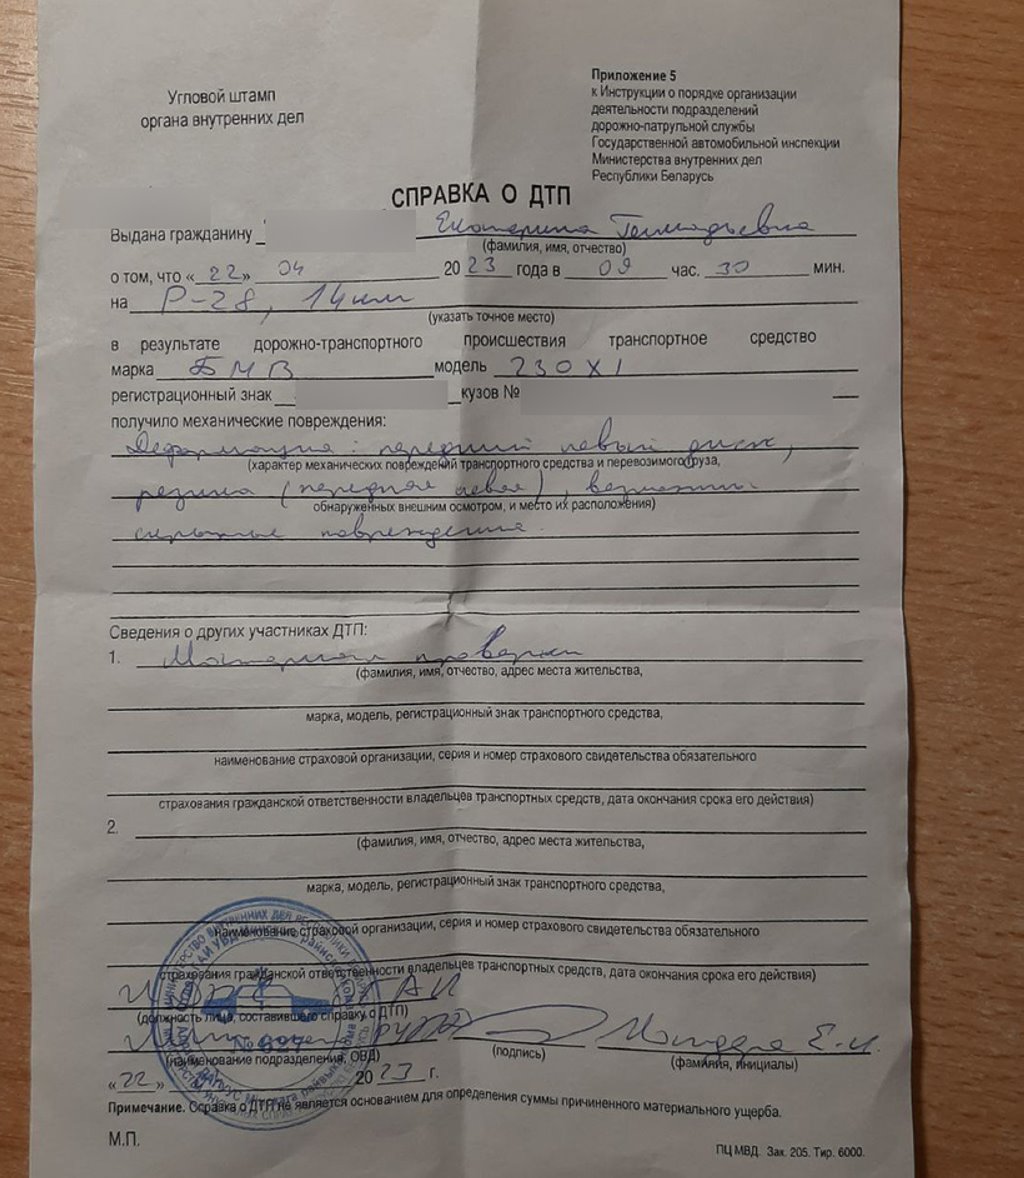 Угловой штамп
органа внутренних дел
Приложение 5
к Инструкции о порядке организации
деятельности подразделений
дорожно-патрульной службы
Государственной автомобильной инспекции
Министерства внутренних дел
Республики Беларусь
СПРАВКА О ДТП
Выдана гражданину Екатерина Геннадьевна
(фамилия, имя, отчество)
о том, что «22» 04 2023 года в 09 час. 30 мин.
на Р-28, 14 км
(указать точное место)
в результате дорожно-транспортного происшествия транспортное средство
марка БМВ модель 230XI
регистрационный знак кузов №
получило механические повреждения:
Деформация: передний левый диск,
(характер механических повреждений транспортного средства и перевозимого груза,
резина (передняя левая), возможны
обнаруженных внешним осмотром, и место их расположения)
скрытые повреждения.
Сведения о других участниках ДТП:
1. Материал проверки
(фамилия, имя, отчество, адрес места жительства,
марка, модель, регистрационный знак транспортного средства,
наименование страховой организации, серия и номер страхового свидетельства обязательного
страхования гражданской ответственности владельцев транспортных средств, дата окончания срока его действия)
2.
(фамилия, имя, отчество, адрес места жительства,
марка, модель, регистрационный знак транспортного средства,
наименование страховой организации, серия и номер страхового свидетельства обязательного
страхования гражданской ответственности владельцев транспортных средств, дата окончания срока его действия)
ГАИ
(должность лица, составившего справку о ДТП)
(наименование подразделения, ОВД) (подпись) (фамилия, инициалы)
«22» 2023 г.
Примечание. Справка о ДТП не является основанием для определения суммы причиненного материального ущерба.
М.П.
ПЦ МВД. Зак. 205. Тир. 6000.